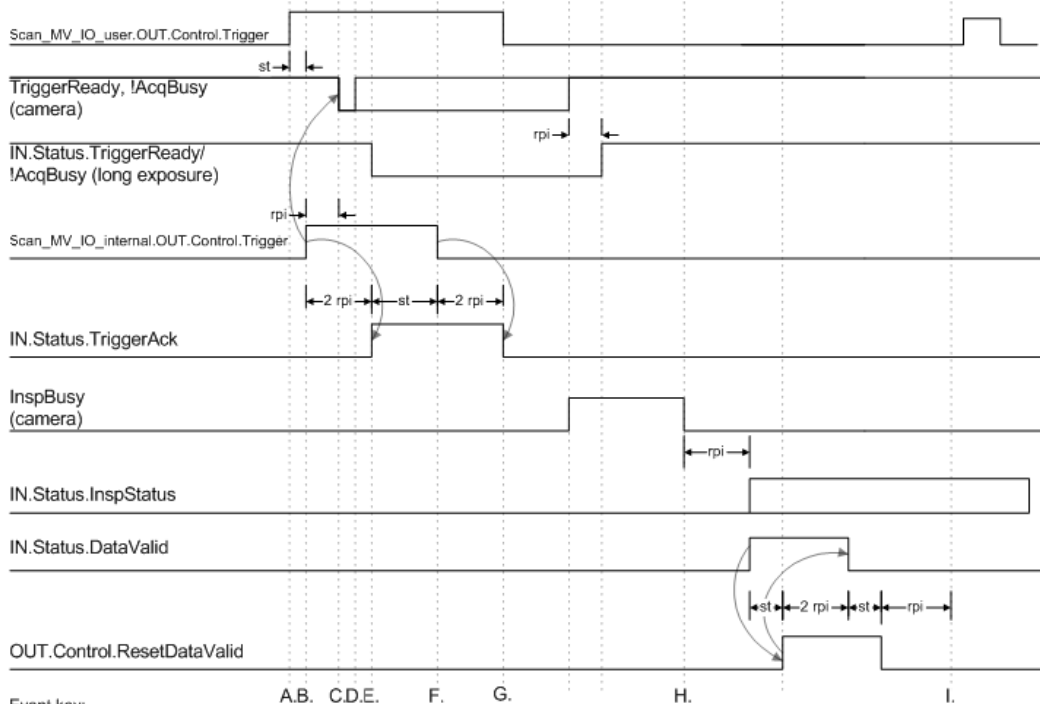 Scan_MV_IO_user.OUT.Control.Trigger
st
TriggerReady, !AcqBusy
(camera)
rpi
IN.Status.TriggerReady/
!AcqBusy (long exposure)
rpi
Scan_MV_IO_internal.OUT.Control.Trigger
2 rpi st 2 rpi
IN.Status.TriggerAck
InspBusy
(camera)
rpi
IN.Status.InspStatus
IN.Status.DataValid
st 2 rpi st rpi
OUT.Control.ResetDataValid
A.B. C.D.E. F. G. H. I.
Event key: